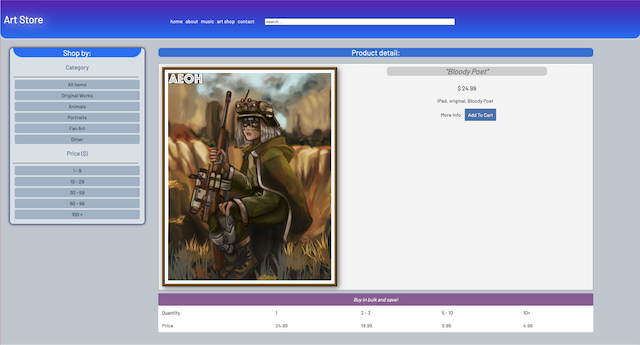 Art Store
home about music art shop contact
search...
Shop by:
Category
All Items
Original Works
Animals
Portraits
Fan Art
Other
Price ($)
1 - 9
10 - 29
30 - 59
60 - 99
100 +
Product detail:
AEOH
"Bloody Poet"
$ 24.99
iPad, original, Bloody Poet
More Info. Add To Cart
Buy in bulk and save!
Quantity 1 2 - 3 5 - 10 10+
Price 24.99 19.99 9.99 4.99